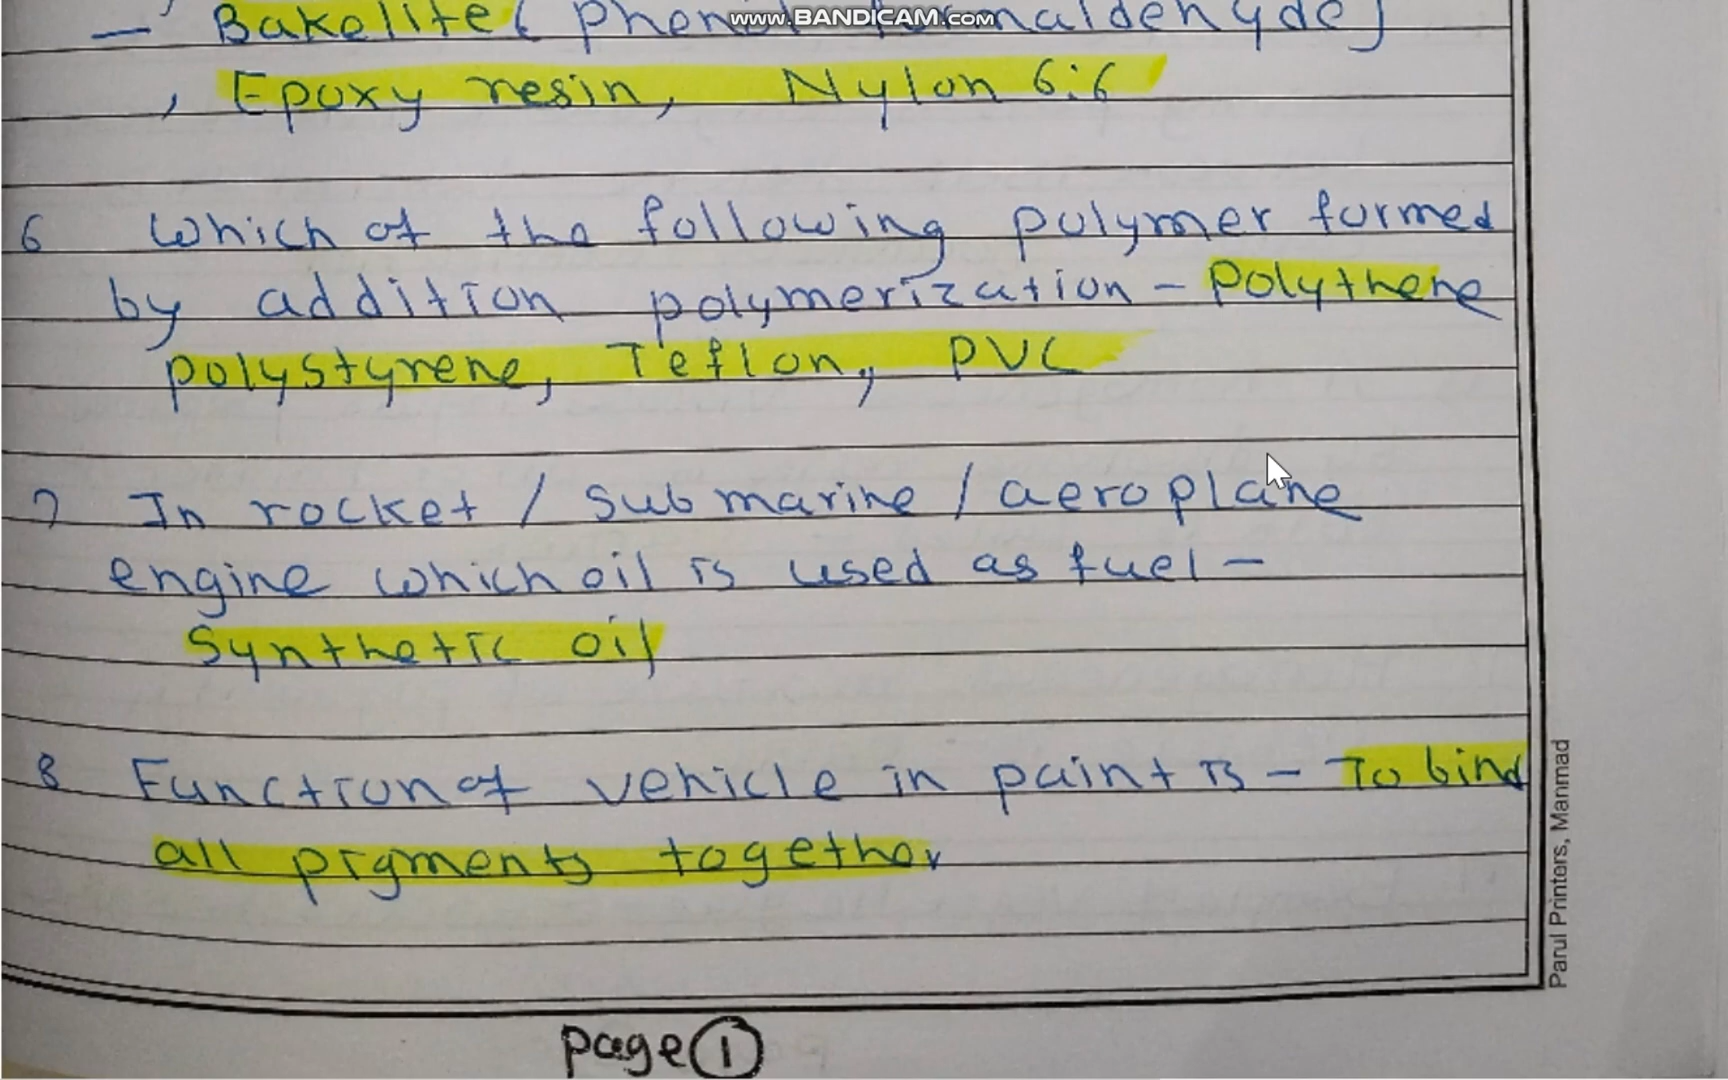 www.BANDICAM.com
— Bakelite ( phenol formaldehyde)
, Epoxy resin, Nylon 6:6
6 Which of the following polymer formed
by addition polymerization - Polythene
polystyrene, Teflon, PVC
7 In rocket / submarine / aeroplane
engine which oil is used as fuel -
Synthetic oil
8 Function of vehicle in paint is - To bind
all pigments together
Parul Printers, Manmad
page 1